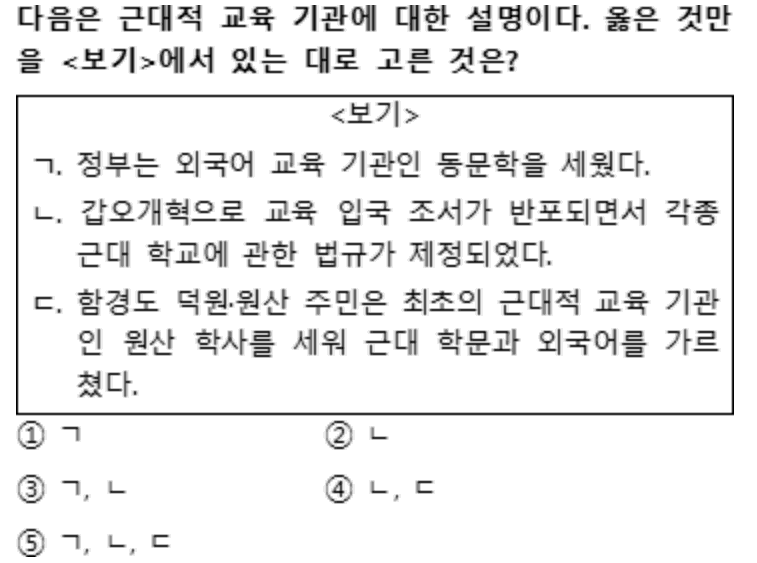 다음은 근대적 교육 기관에 대한 설명이다. 옳은 것만
을 <보기>에서 있는 대로 고른 것은?
<보기>
ㄱ. 정부는 외국어 교육 기관인 동문학을 세웠다.
ㄴ. 갑오개혁으로 교육 입국 조서가 반포되면서 각종
근대 학교에 관한 법규가 제정되었다.
ㄷ. 함경도 덕원·원산 주민은 최초의 근대적 교육 기관
인 원산 학사를 세워 근대 학문과 외국어를 가르
쳤다.
① ㄱ ② ㄴ
③ ㄱ, ㄴ ④ ㄴ, ㄷ
⑤ ㄱ, ㄴ, ㄷ